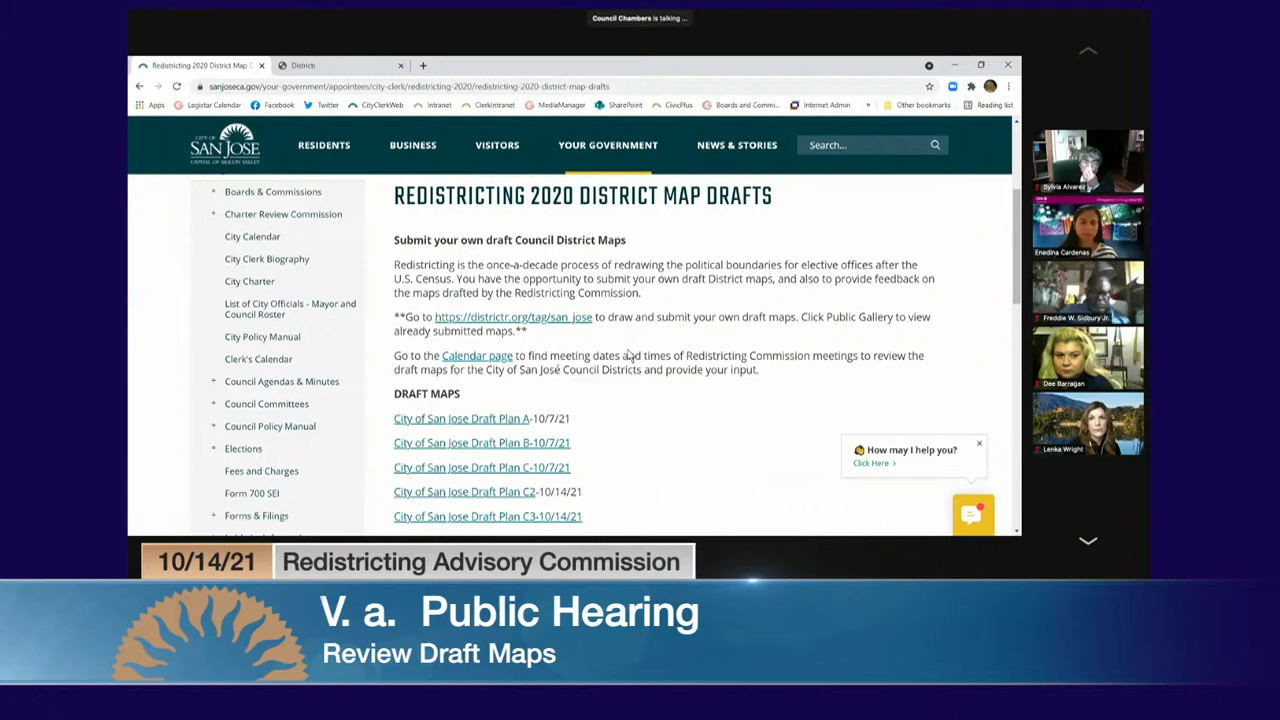 Council Chambers is talking ...
Redistricting 2020 District Map D
Districtr
sanjoseca.gov/your-government/appointees/city-clerk/redistricting-2020/redistricting-2020-district-map-drafts
Apps
Legistar Calendar
Facebook
Twitter
CityClerkWeb
Intranet
ClerkIntranet
MediaManager
SharePoint
CivicPlus
Boards and Commi...
Internet Admin
»
Other bookmarks
Reading list
CITY OF
SAN JOSE
CAPITAL OF SILICON VALLEY
RESIDENTS
BUSINESS
VISITORS
YOUR GOVERNMENT
NEWS & STORIES
Search...
Boards & Commissions
Charter Review Commission
City Calendar
City Clerk Biography
City Charter
List of City Officials - Mayor and
Council Roster
City Policy Manual
Clerk's Calendar
Council Agendas & Minutes
Council Committees
Council Policy Manual
Elections
Fees and Charges
Form 700 SEI
Forms & Filings
REDISTRICTING 2020 DISTRICT MAP DRAFTS
Submit your own draft Council District Maps
Redistricting is the once-a-decade process of redrawing the political boundaries for elective offices after the
U.S. Census. You have the opportunity to submit your own draft District maps, and also to provide feedback on
the maps drafted by the Redistricting Commission.
**Go to https://districtr.org/tag/san_jose to draw and submit your own draft maps. Click Public Gallery to view
already submitted maps.**
Go to the Calendar page to find meeting dates and times of Redistricting Commission meetings to review the
draft maps for the City of San José Council Districts and provide your input.
DRAFT MAPS
City of San Jose Draft Plan A-10/7/21
City of San Jose Draft Plan B-10/7/21
City of San Jose Draft Plan C-10/7/21
City of San Jose Draft Plan C2-10/14/21
City of San Jose Draft Plan C3-10/14/21
How may I help you?
Click Here >
Sylvia Alvarez
Enedina Cardenas
Freddie W. Sidbury Jr.
Dee Barragan
Lenka Wright
10/14/21
Redistricting Advisory Commission
V. a. Public Hearing
Review Draft Maps